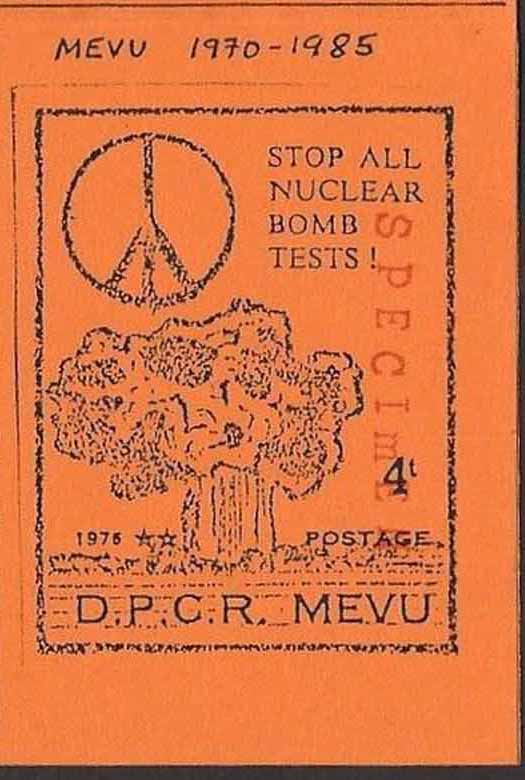 MEVU 1970-1985
STOP ALL
NUCLEAR
BOMB
TESTS!
SPECIMEN
4t
1976 ☆☆
POSTAGE
D.P.C.R. MEVU